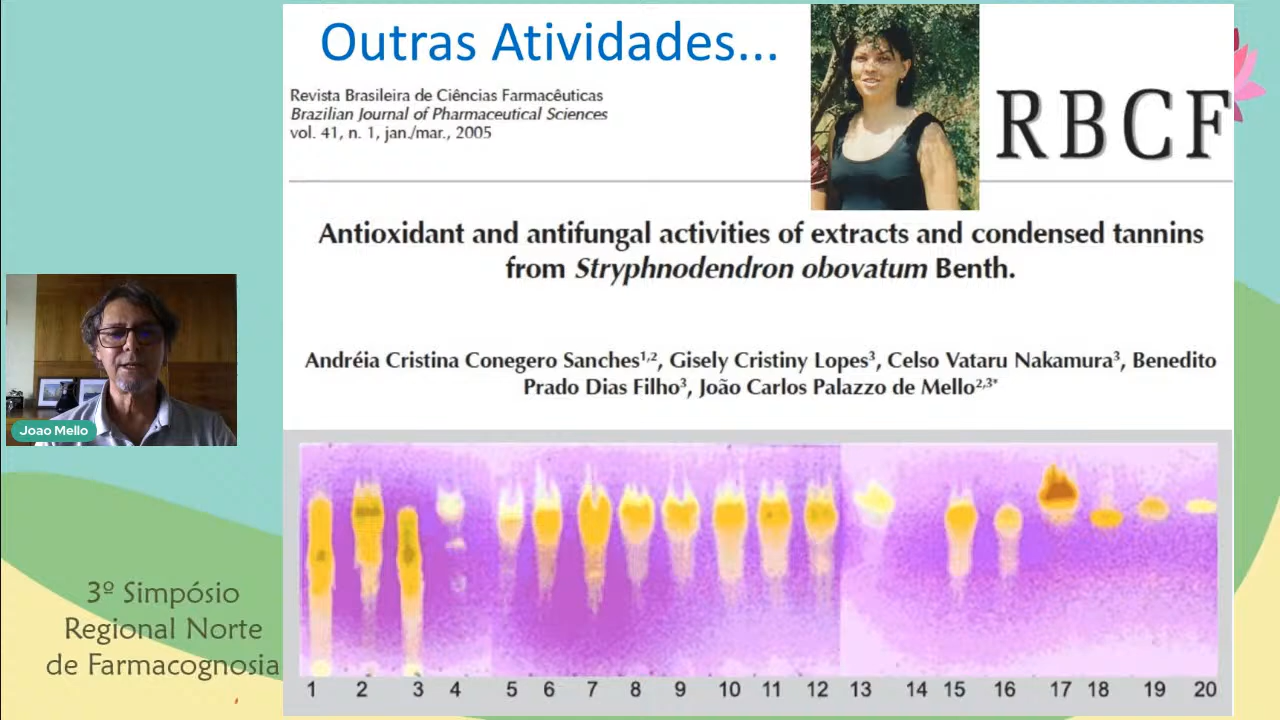 Outras Atividades...
Revista Brasileira de Ciências Farmacêuticas
Brazilian Journal of Pharmaceutical Sciences
vol. 41, n. 1, jan./mar., 2005
RBCF
Antioxidant and antifungal activities of extracts and condensed tannins
from Stryphnodendron obovatum Benth.
Andréia Cristina Conegero Sanches¹,², Gisely Cristiny Lopes³, Celso Vataru Nakamura³, Benedito
Prado Dias Filho³, João Carlos Palazzo de Mello²,³*
Joao Mello
3º Simpósio
Regional Norte
de Farmacognosia
1 2 3 4 5 6 7 8 9 10 11 12 13 14 15 16 17 18 19 20